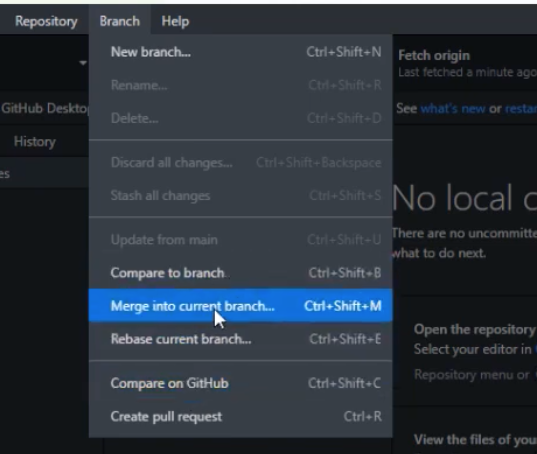 Repository Branch Help
New branch... Ctrl+Shift+N
Rename... Ctrl+Shift+R
Delete... Ctrl+Shift+D
Discard all changes... Ctrl+Shift+Backspace
Stash all changes Ctrl+Shift+S
Update from main Ctrl+Shift+U
Compare to branch Ctrl+Shift+B
Merge into current branch... Ctrl+Shift+M
Rebase current branch... Ctrl+Shift+E
Compare on GitHub Ctrl+Shift+C
Create pull request Ctrl+R
GitHub Deskto
History
es
Fetch origin
Last fetched a minute ago
See what's new or restar
No local c
There are no uncommitte
what to do next.
Open the repository
Select your editor in
Repository menu or
View the files of you